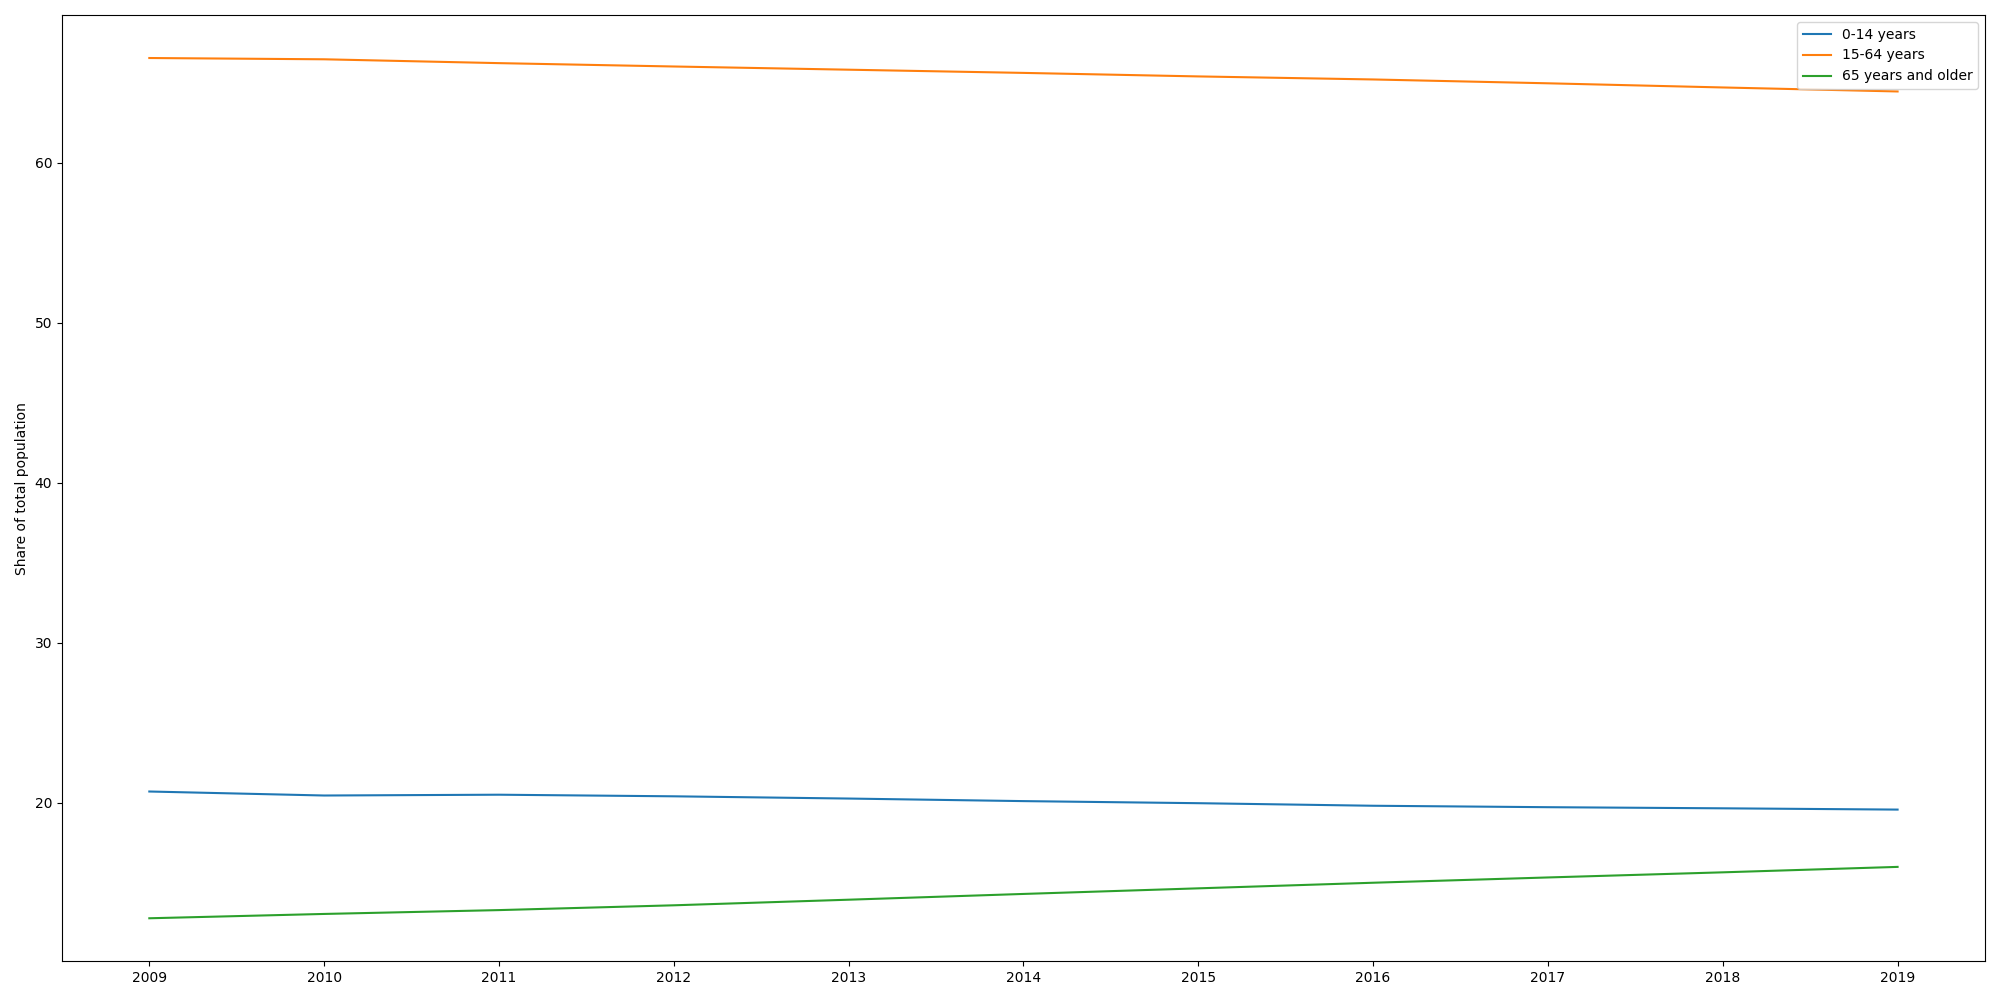 0-14 years
15-64 years
65 years and older
Share of total population
60
50
40
30
20
2009 2010 2011 2012 2013 2014 2015 2016 2017 2018 2019